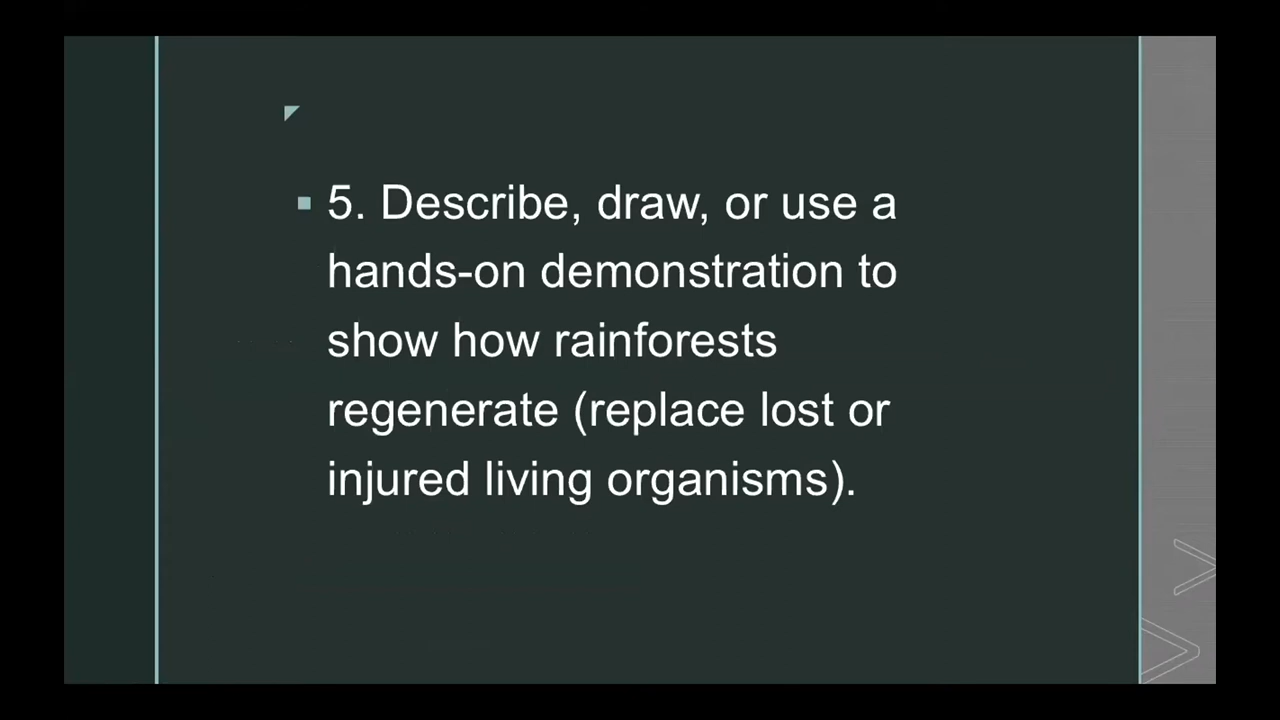 5. Describe, draw, or use a
hands-on demonstration to
show how rainforests
regenerate (replace lost or
injured living organisms).